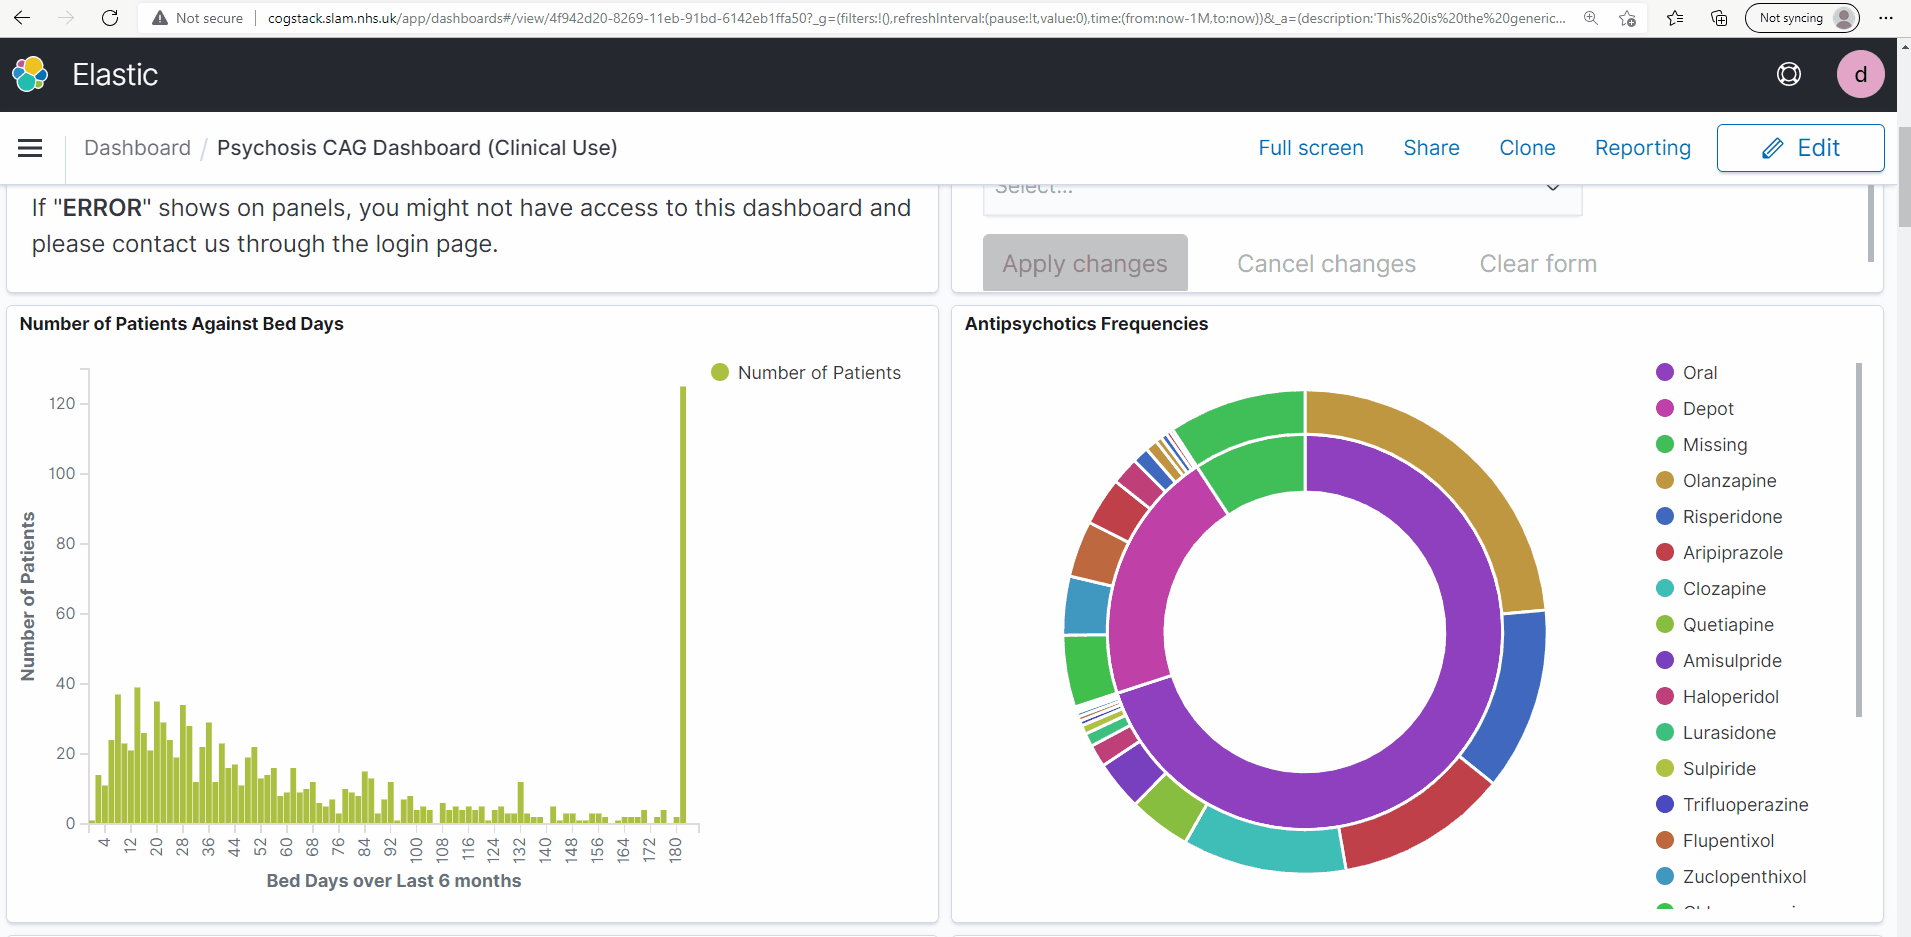 Not secure
cogstack.slam.nhs.uk/app/dashboards#/view/4f942d20-8269-11eb-91bd-6142eb1ffa50?_g=(filters:!(),refreshInterval:(pause:!t,value:0),time:(from:now-1M,to:now))&_a=(description:'This%20is%20the%20generic...
Not syncing
Elastic
d
Dashboard / Psychosis CAG Dashboard (Clinical Use)
Full screen
Share
Clone
Reporting
Edit
If "ERROR" shows on panels, you might not have access to this dashboard and
please contact us through the login page.
Select...
Apply changes
Cancel changes
Clear form
Number of Patients Against Bed Days
Number of Patients
120
100
80
60
40
20
0
Number of Patients
4 12 20 28 36 44 52 60 68 76 84 92 100 108 116 124 132 140 148 156 164 172 180
Bed Days over Last 6 months
Antipsychotics Frequencies
Oral
Depot
Missing
Olanzapine
Risperidone
Aripiprazole
Clozapine
Quetiapine
Amisulpride
Haloperidol
Lurasidone
Sulpiride
Trifluoperazine
Flupentixol
Zuclopenthixol